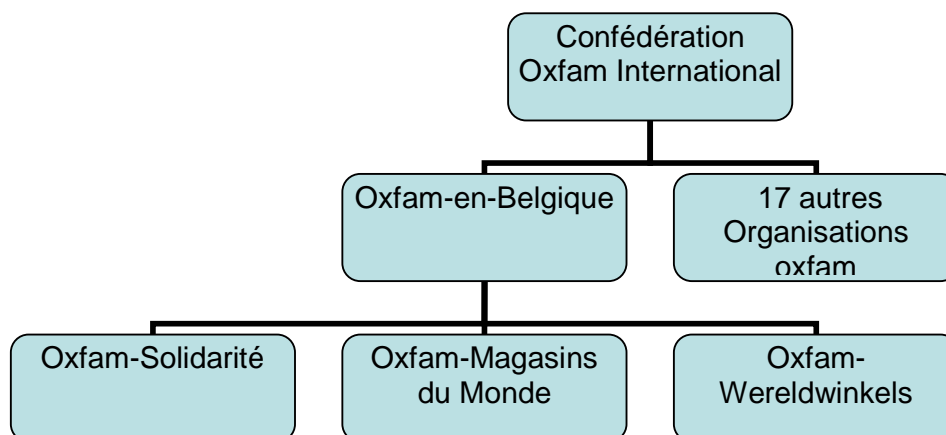 Confédération
Oxfam International
Oxfam-en-Belgique
17 autres
Organisations
oxfam
Oxfam-Solidarité
Oxfam-Magasins
du Monde
Oxfam-
Wereldwinkels